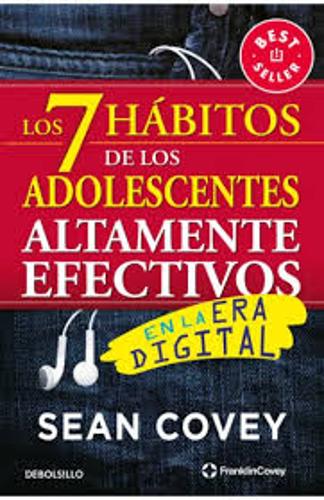 BEST
SELLER
LOS 7 HÁBITOS
DE LOS
ADOLESCENTES
ALTAMENTE
EFECTIVOS
EN LA ERA
DIGITAL
SEAN COVEY
DEBOLSILLO
FranklinCovey